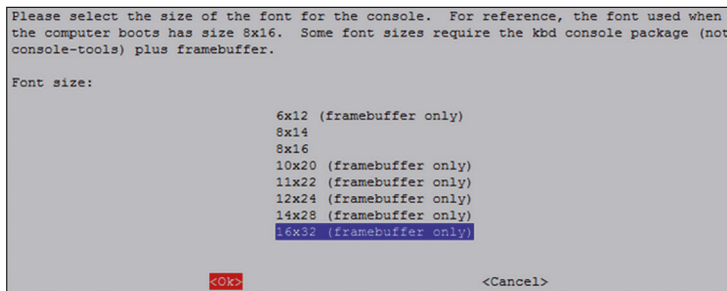 Please select the size of the font for the console.  For reference, the font used when
the computer boots has size 8x16.  Some font sizes require the kbd console package (not
console-tools) plus framebuffer.
Font size:
6x12 (framebuffer only)
8x14
8x16
10x20 (framebuffer only)
11x22 (framebuffer only)
12x24 (framebuffer only)
14x28 (framebuffer only)
16x32 (framebuffer only)
<Ok> <Cancel>